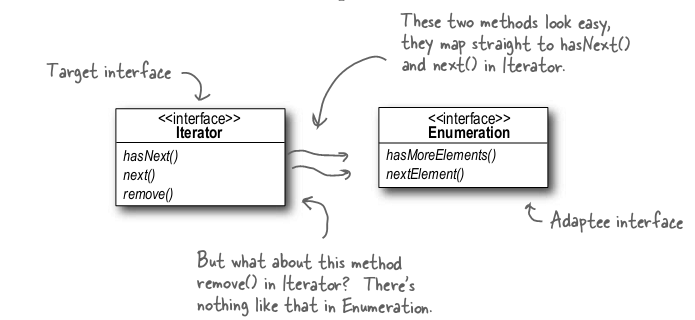 These two methods look easy,
they map straight to hasNext()
and next() in Iterator.
Target interface
<<interface>>
Iterator
hasNext()
next()
remove()
<<interface>>
Enumeration
hasMoreElements()
nextElement()
Adaptee interface
But what about this method
remove() in Iterator? There's
nothing like that in Enumeration.